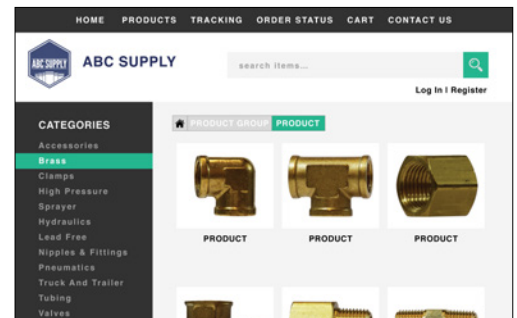 HOME PRODUCTS TRACKING ORDER STATUS CART CONTACT US
ABC SUPPLY
ABC SUPPLY
search items...
Log In I Register
CATEGORIES
Accessories
Brass
Clamps
High Pressure
Sprayer
Hydraulics
Lead Free
Nipples & Fittings
Pneumatics
Truck And Trailer
Tubing
Valves
PRODUCT GROUP PRODUCT
PRODUCT PRODUCT PRODUCT